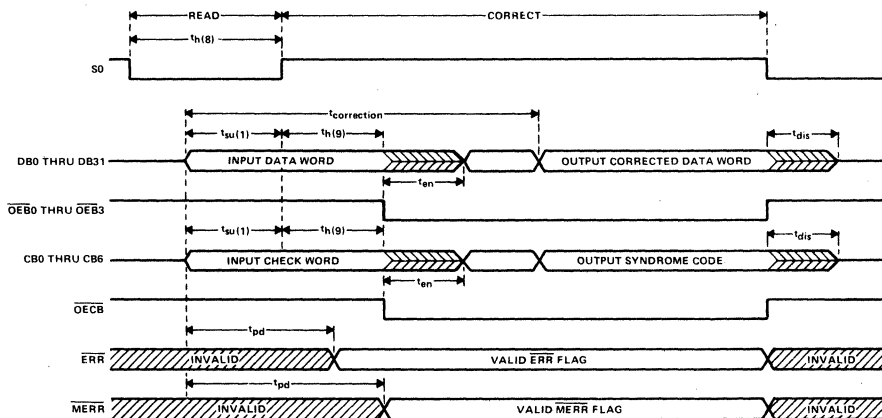 READ
CORRECT
th(8)
S0
tcorrection
tsu(1) th(9) tdis
DB0 THRU DB31 INPUT DATA WORD OUTPUT CORRECTED DATA WORD
ten
OEB0 THRU OEB3
tsu(1) th(9) tdis
CB0 THRU CB6 INPUT CHECK WORD OUTPUT SYNDROME CODE
ten
OECB
tpd
ERR INVALID VALID ERR FLAG INVALID
tpd
MERR INVALID VALID MERR FLAG INVALID